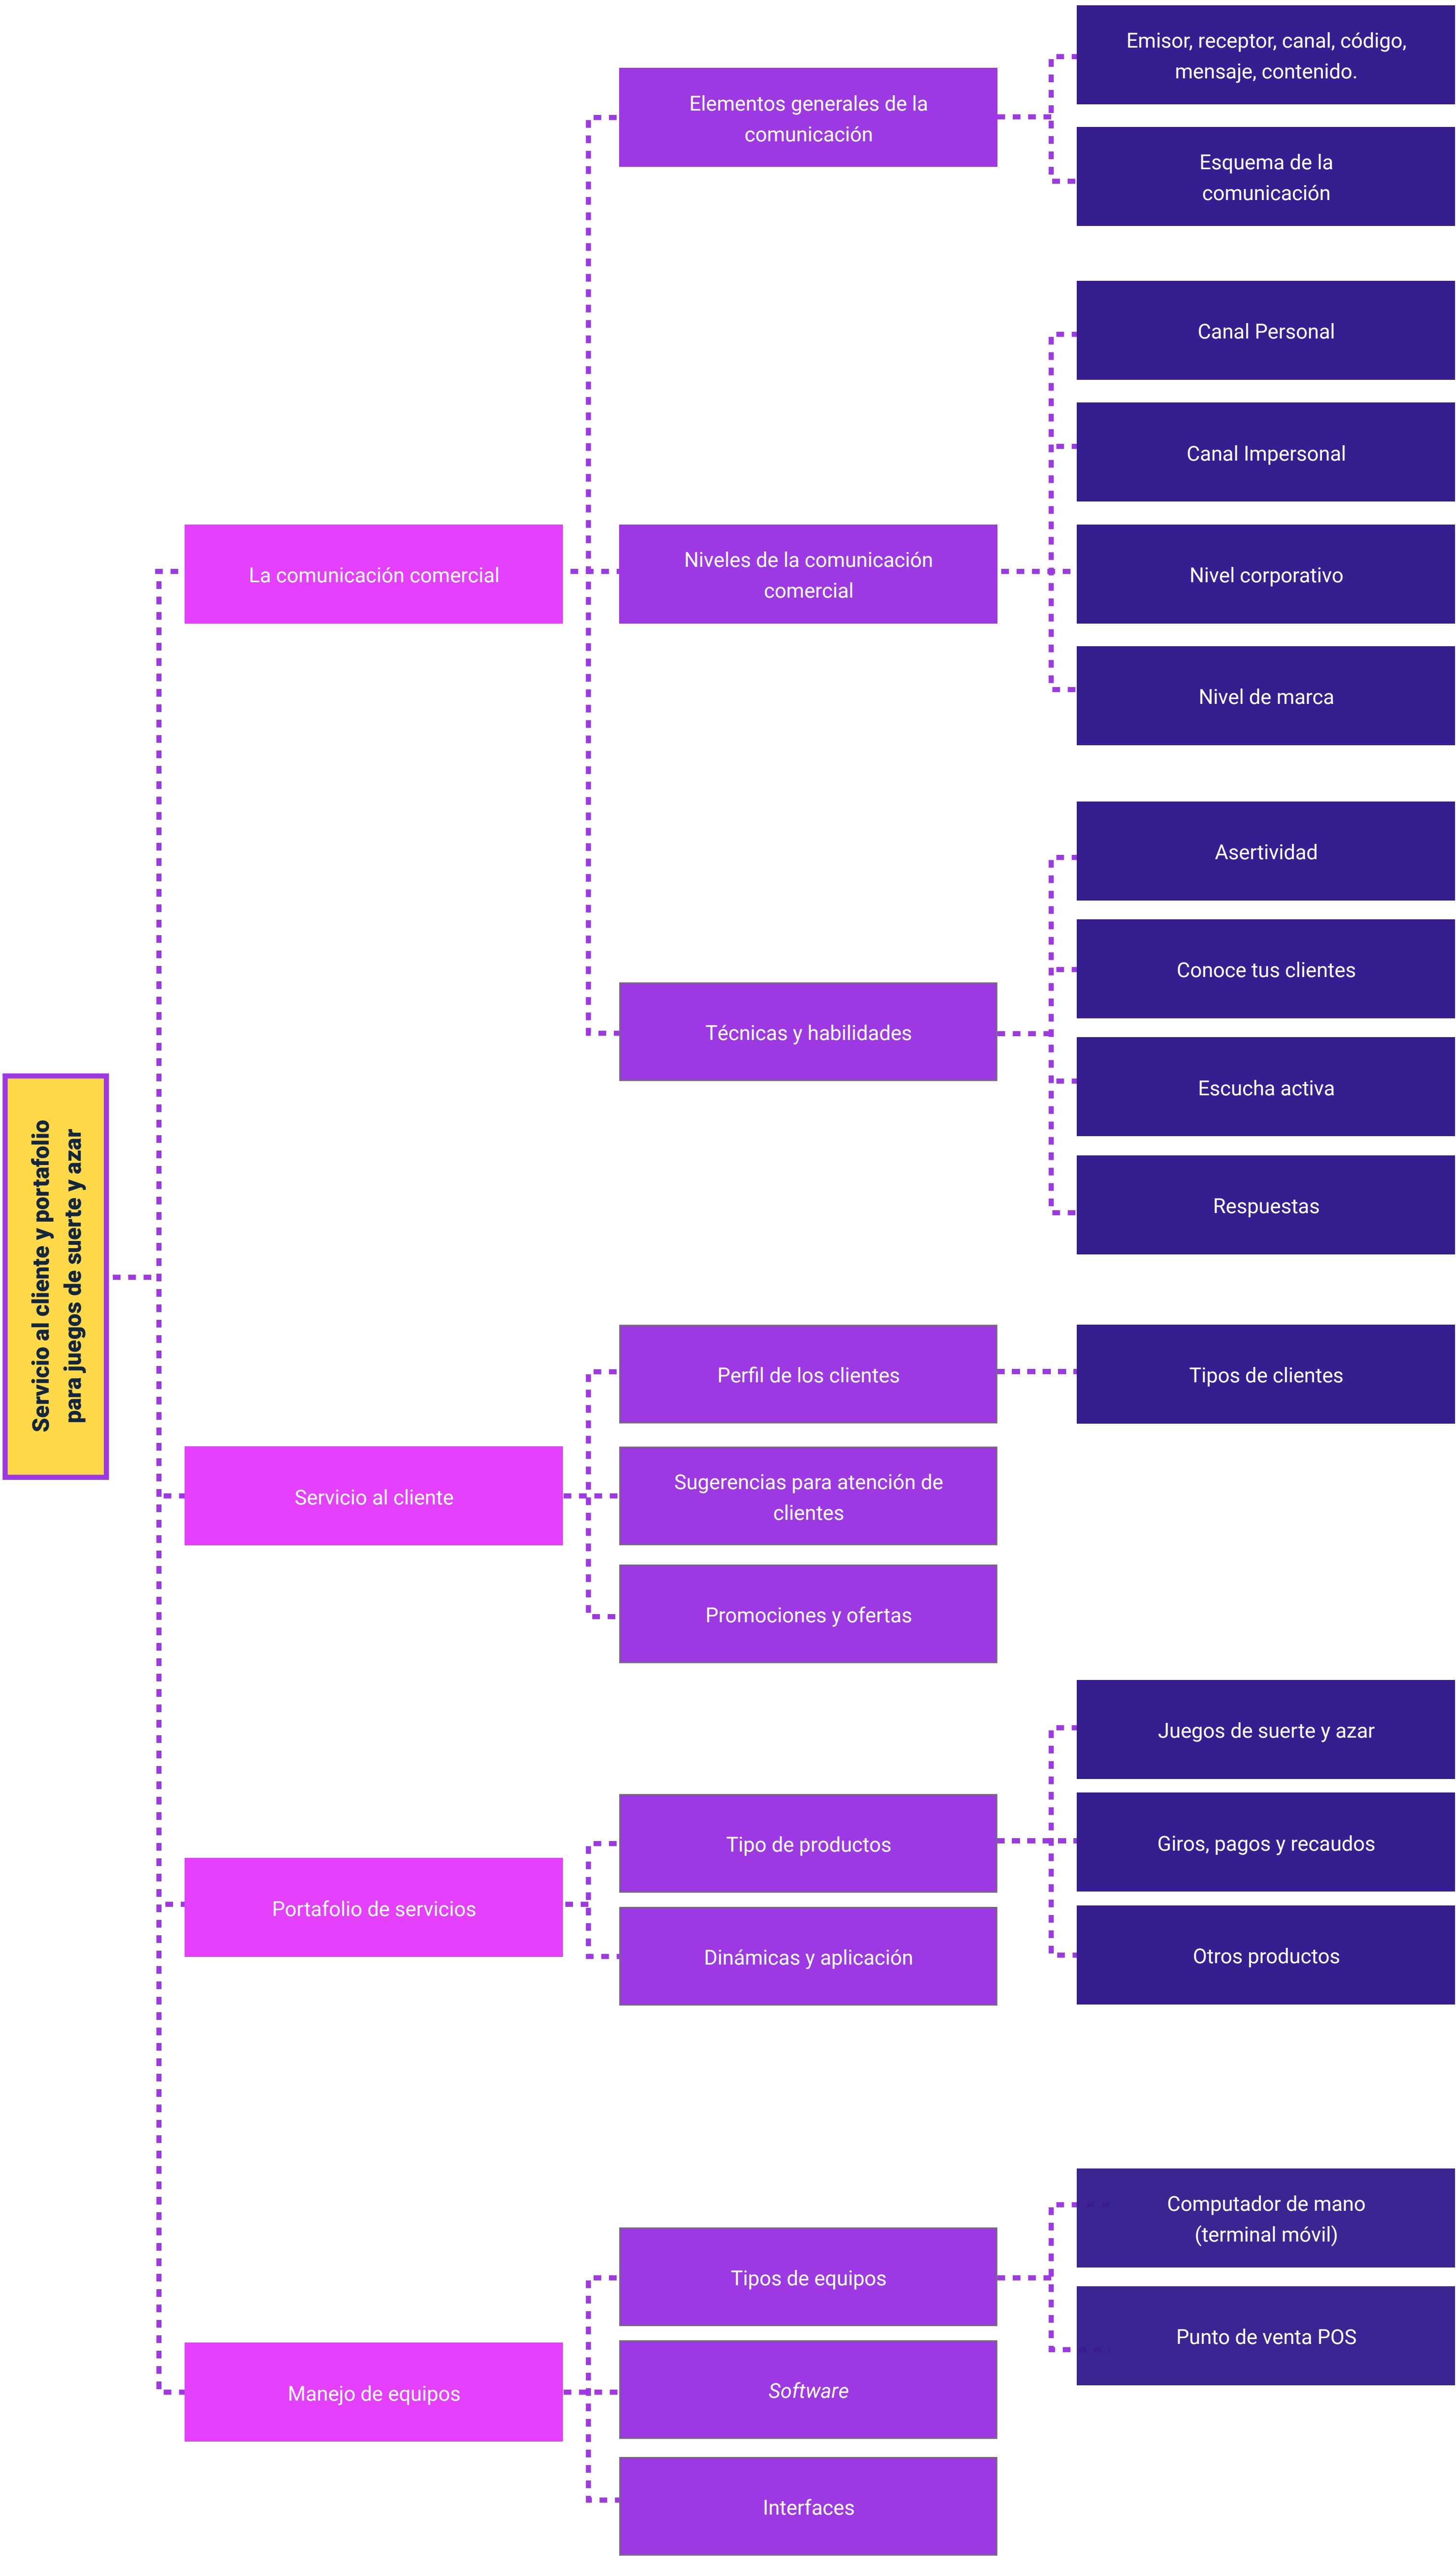 Servicio al cliente y portafolio
para juegos de suerte y azar
La comunicación comercial
Elementos generales de la
comunicación
Emisor, receptor, canal, código,
mensaje, contenido.
Esquema de la
comunicación
Niveles de la comunicación
comercial
Canal Personal
Canal Impersonal
Nivel corporativo
Nivel de marca
Técnicas y habilidades
Asertividad
Conoce tus clientes
Escucha activa
Respuestas
Servicio al cliente
Perfil de los clientes
Tipos de clientes
Sugerencias para atención de
clientes
Promociones y ofertas
Portafolio de servicios
Tipo de productos
Juegos de suerte y azar
Giros, pagos y recaudos
Otros productos
Dinámicas y aplicación
Manejo de equipos
Tipos de equipos
Computador de mano
(terminal móvil)
Punto de venta POS
Software
Interfaces